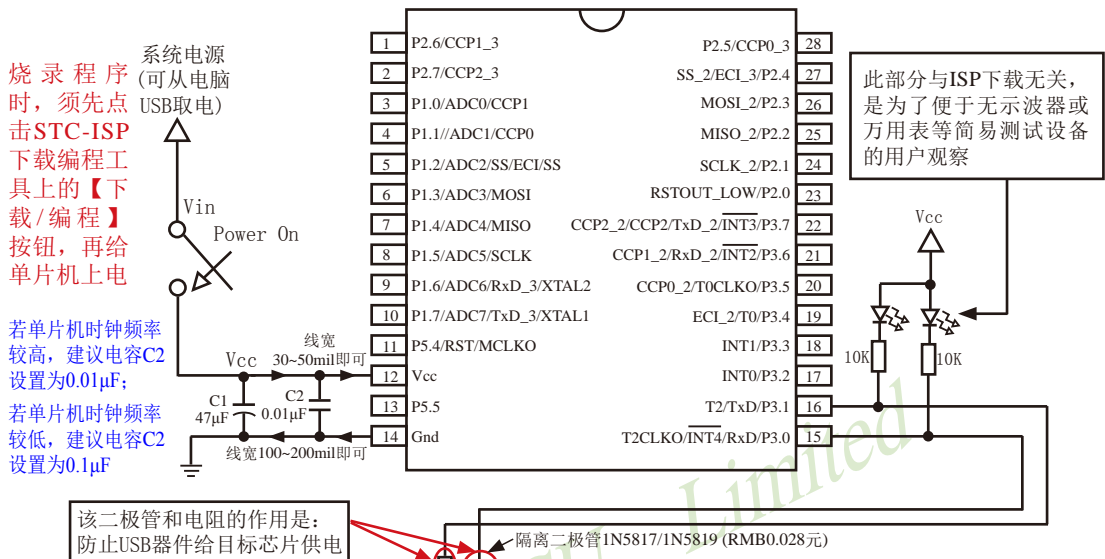 烧录程序
时，须先点
击STC-ISP
下载编程工
具上的【下
载/编程】
按钮，再给
单片机上电
系统电源
(可从电脑
USB取电)
Vin
Power On
若单片机时钟频率
较高，建议电容C2
设置为0.01μF；
若单片机时钟频率
较低，建议电容C2
设置为0.1μF
Vcc
线宽
30~50mil即可
C1
47μF
C2
0.01μF
线宽100~200mil即可
1 P2.6/CCP1_3
2 P2.7/CCP2_3
3 P1.0/ADC0/CCP1
4 P1.1//ADC1/CCP0
5 P1.2/ADC2/SS/ECI/SS
6 P1.3/ADC3/MOSI
7 P1.4/ADC4/MISO
8 P1.5/ADC5/SCLK
9 P1.6/ADC6/RxD_3/XTAL2
10 P1.7/ADC7/TxD_3/XTAL1
11 P5.4/RST/MCLKO
12 Vcc
13 P5.5
14 Gnd
P2.5/CCP0_3 28
SS_2/ECI_3/P2.4 27
MOSI_2/P2.3 26
MISO_2/P2.2 25
SCLK_2/P2.1 24
RSTOUT_LOW/P2.0 23
CCP2_2/CCP2/TxD_2/INT3/P3.7 22
CCP1_2/RxD_2/INT2/P3.6 21
CCP0_2/T0CLKO/P3.5 20
ECI_2/T0/P3.4 19
INT1/P3.3 18
INT0/P3.2 17
T2/TxD/P3.1 16
T2CLKO/INT4/RxD/P3.0 15
此部分与ISP下载无关，
是为了便于无示波器或
万用表等简易测试设备
的用户观察
Vcc
10K
10K
Limited
该二极管和电阻的作用是：
防止USB器件给目标芯片供电
隔离二极管1N5817/1N5819 (RMB0.028元)